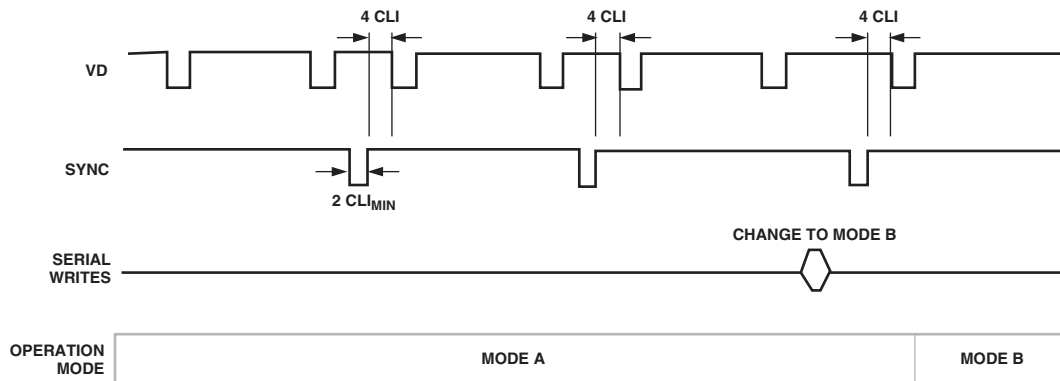 4 CLI
4 CLI
4 CLI
VD
SYNC
2 CLIMIN
CHANGE TO MODE B
SERIAL
WRITES
OPERATION
MODE
MODE A
MODE B